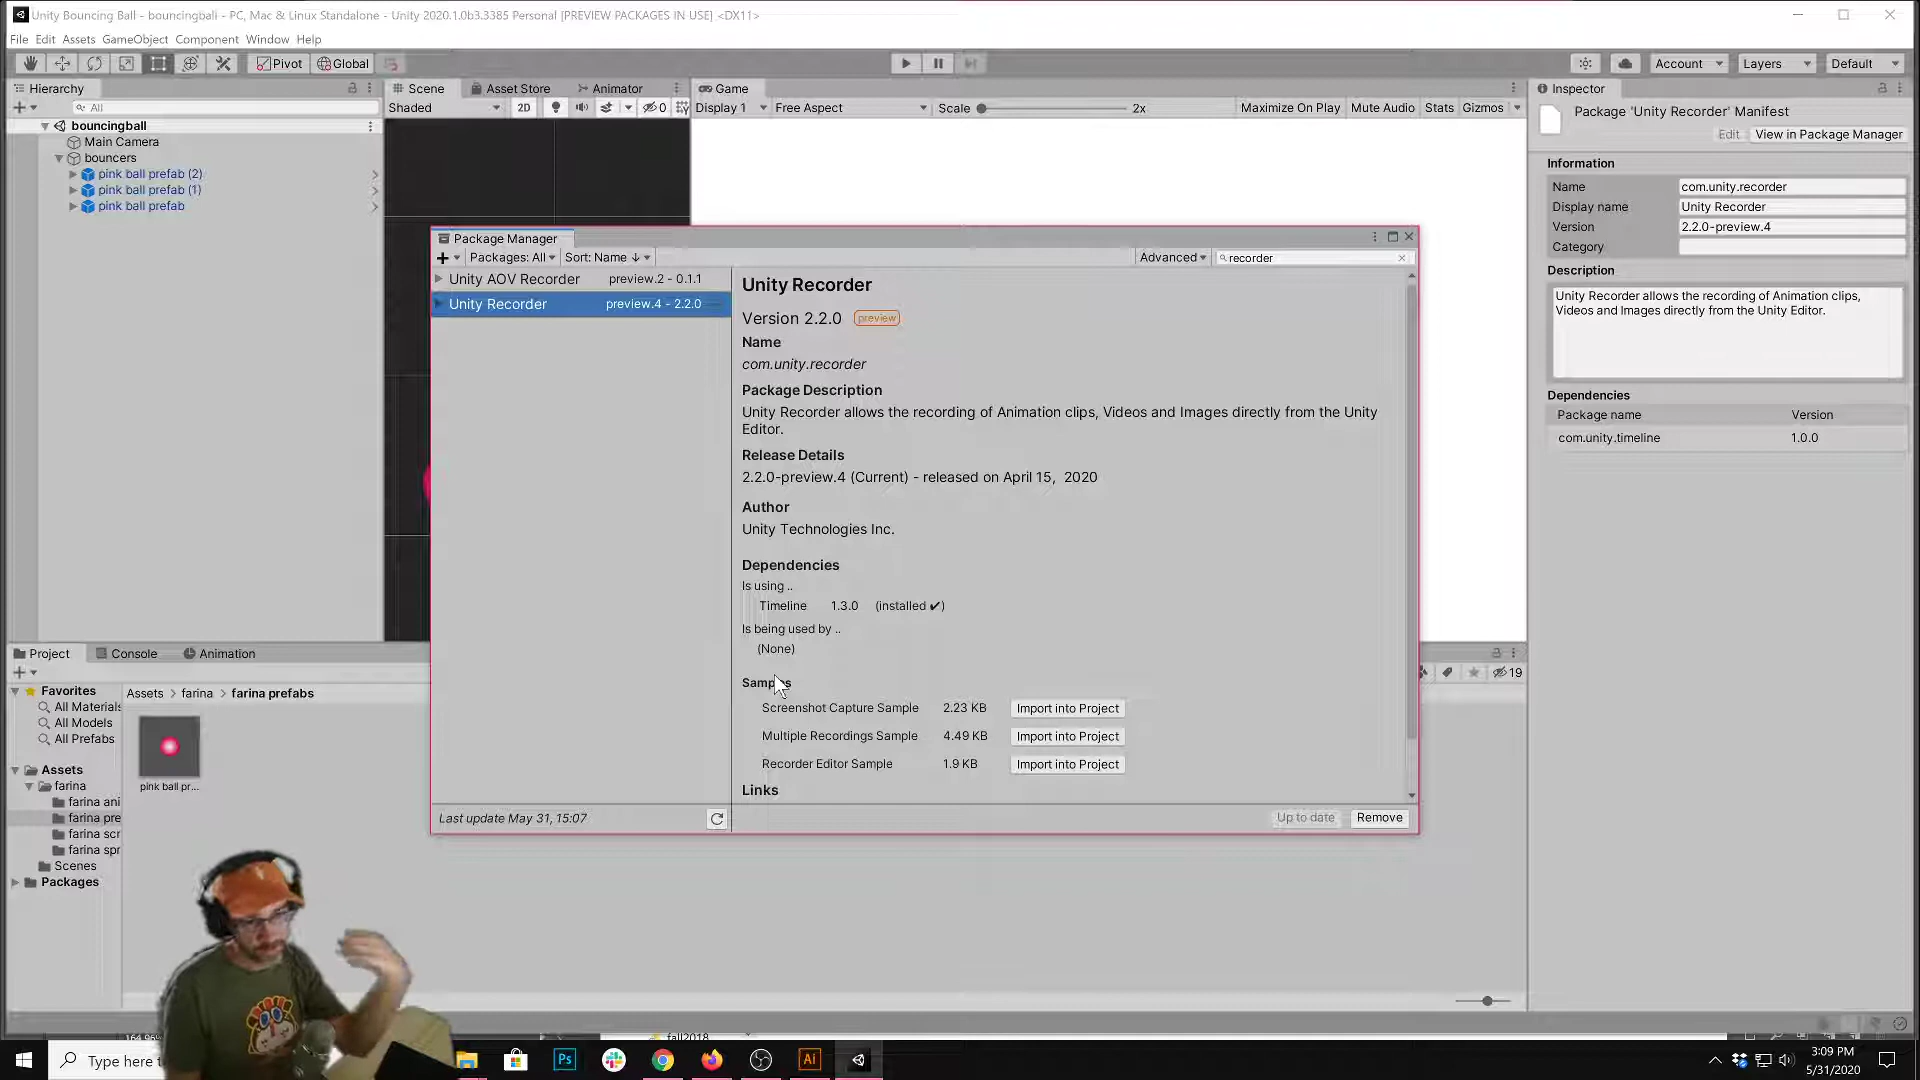 Unity Bouncing Ball - bouncingball - PC, Mac & Linux Standalone - Unity 2020.1.0b3.3385 Personal [PREVIEW PACKAGES IN USE] <DX11>
File Edit Assets GameObject Component Window Help
Pivot Global Account Layers Default
Hierarchy
All
bouncingball
Main Camera
bouncers
pink ball prefab (2)
pink ball prefab (1)
pink ball prefab
Scene Asset Store Animator
Shaded 2D 0
Game
Display 1 Free Aspect Scale 2x Maximize On Play Mute Audio Stats Gizmos
Package Manager
Packages: All Sort: Name ↓ Advanced recorder
Unity AOV Recorder preview.2 - 0.1.1
Unity Recorder preview.4 - 2.2.0
Last update May 31, 15:07
Unity Recorder
Version 2.2.0 preview
Name
com.unity.recorder
Package Description
Unity Recorder allows the recording of Animation clips, Videos and Images directly from the Unity
Editor.
Release Details
2.2.0-preview.4 (Current) - released on April 15, 2020
Author
Unity Technologies Inc.
Dependencies
Is using ..
Timeline 1.3.0 (installed ✔)
Is being used by ..
(None)
Samples
Screenshot Capture Sample 2.23 KB Import into Project
Multiple Recordings Sample 4.49 KB Import into Project
Recorder Editor Sample 1.9 KB Import into Project
Links
Up to date Remove
Inspector
Package 'Unity Recorder' Manifest
Edit View in Package Manager
Information
Name com.unity.recorder
Display name Unity Recorder
Version 2.2.0-preview.4
Category
Description
Unity Recorder allows the recording of Animation clips,
Videos and Images directly from the Unity Editor.
Dependencies
Package name Version
com.unity.timeline 1.0.0
Project Console Animation
19
Favorites
All Materials
All Models
All Prefabs
Assets
farina
farina ani
farina pre
farina scr
farina spr
Scenes
Packages
Assets > farina > farina prefabs
pink ball pr...
fall2018
Type here t
Ps
Ai
3:09 PM
5/31/2020